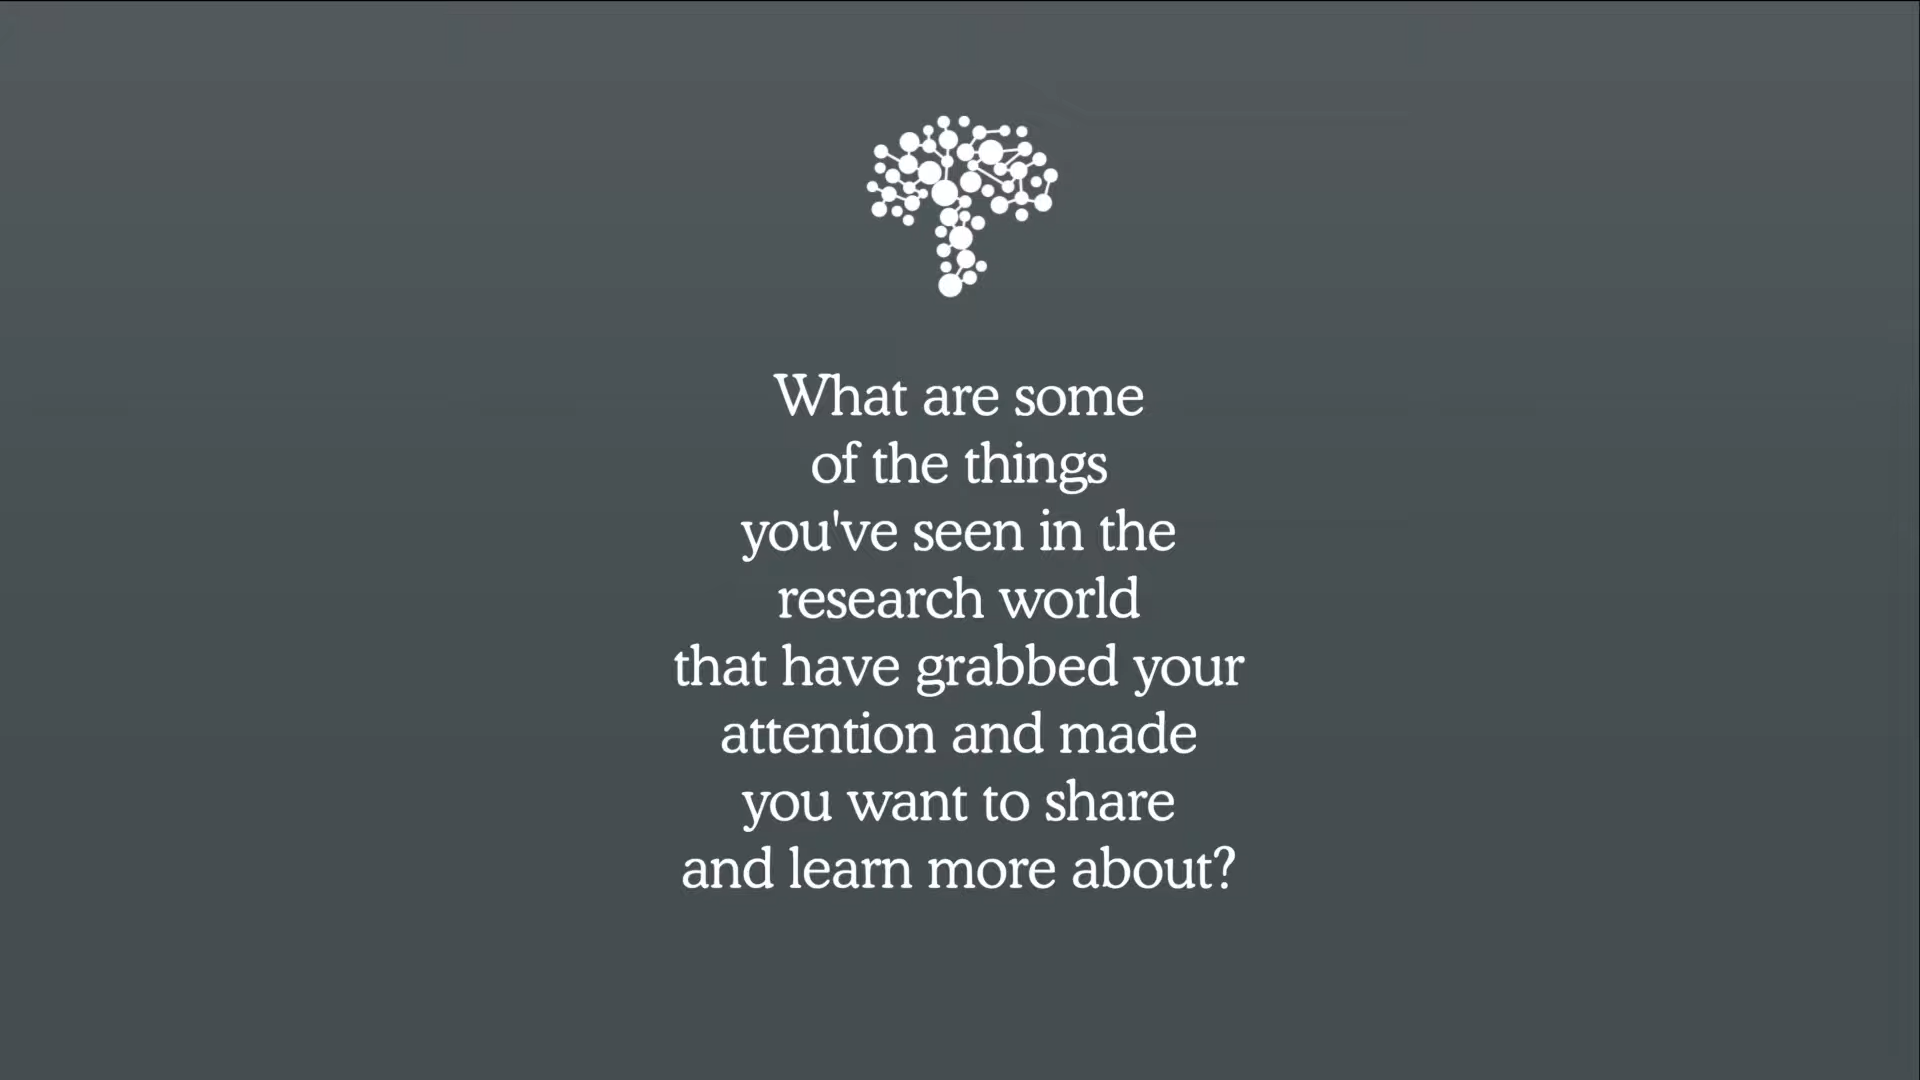 What are some
of the things
you've seen in the
research world
that have grabbed your
attention and made
you want to share
and learn more about?